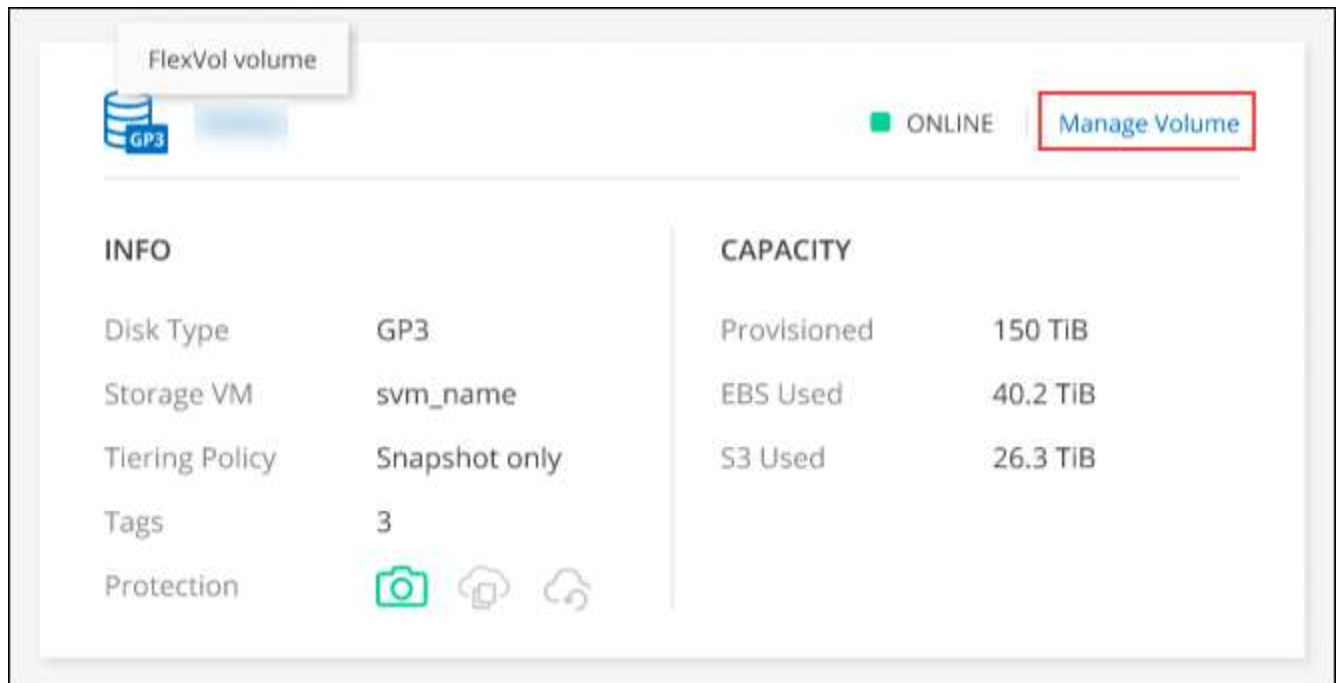 FlexVol volume
GP3
ONLINE
Manage Volume
INFO
Disk Type GP3
Storage VM svm_name
Tiering Policy Snapshot only
Tags 3
Protection
CAPACITY
Provisioned 150 TiB
EBS Used 40.2 TiB
S3 Used 26.3 TiB